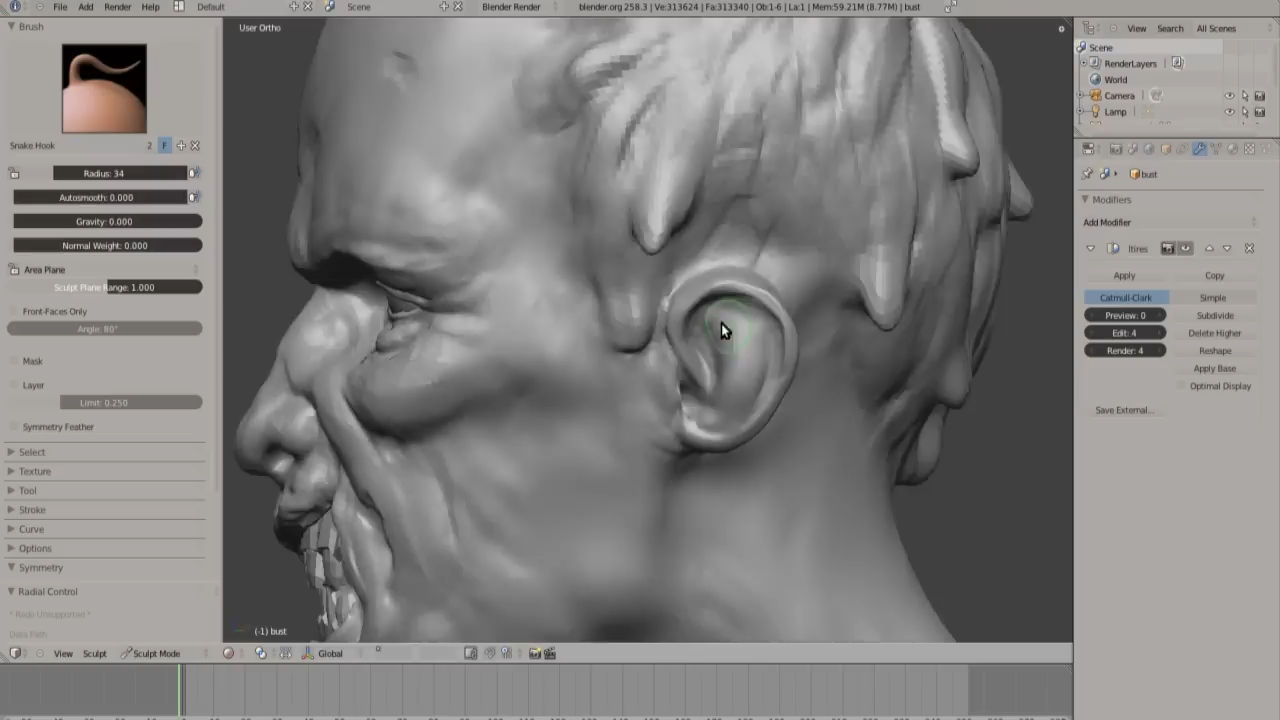 File Add Render Help Default Scene Blender Render blender.org 258.3 | Ve:313624 | Fa:313340 | Ob:1-6 | La:1 | Mem:59.21M (8.77M) | bust
Brush
User Ortho
View Search All Scenes
Scene
RenderLayers
World
Camera
Lamp
Snake Hook 2 F
Radius: 34
Autosmooth: 0.000
Gravity: 0.000
Normal Weight: 0.000
Area Plane
Sculpt Plane Range: 1.000
Front-Faces Only
Angle: 80°
Mask
Layer
Limit: 0.250
Symmetry Feather
Select
Texture
Tool
Stroke
Curve
Options
Symmetry
Radial Control
* Redo Unsupported *
Data Path
bust
Modifiers
Add Modifier
ltires
Apply Copy
Catmull-Clark Simple
Preview: 0 Subdivide
Edit: 4 Delete Higher
Render: 4 Reshape
Apply Base
Optimal Display
Save External...
(-1) bust
View Sculpt Sculpt Mode Global